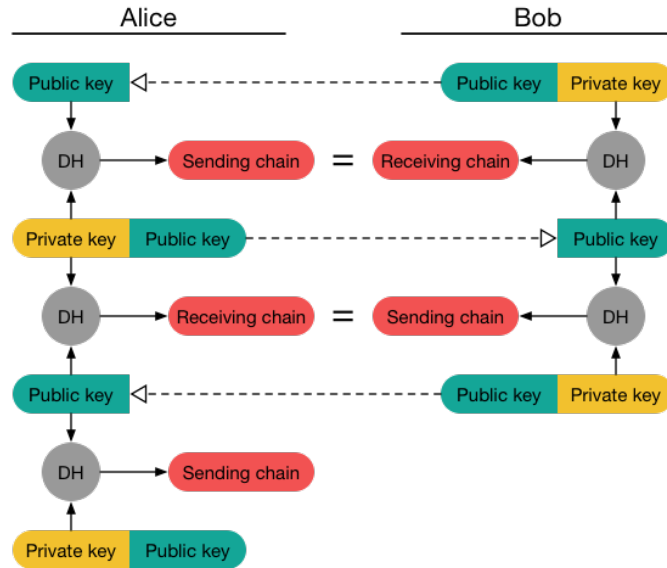 Alice Bob
Public key Public key Private key
DH Sending chain = Receiving chain DH
Private key Public key Public key
DH Receiving chain = Sending chain DH
Public key Public key Private key
DH Sending chain
Private key Public key